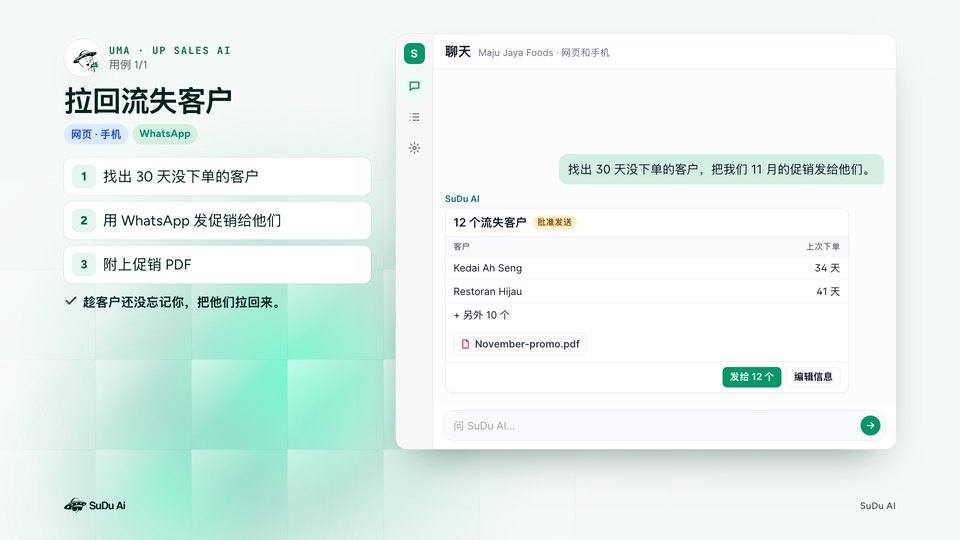 UMA · UP SALES AI
用例 1/1
拉回流失客户
网页 · 手机
WhatsApp
1 找出 30 天没下单的客户
2 用 WhatsApp 发促销给他们
3 附上促销 PDF
趁客户还没忘记你，把他们拉回来。
SuDu Ai
S
聊天 Maju Jaya Foods · 网页和手机
找出 30 天没下单的客户，把我们 11 月的促销发给他们。
SuDu AI
12 个流失客户 批准发送
客户 上次下单
Kedai Ah Seng 34 天
Restoran Hijau 41 天
+ 另外 10 个
November-promo.pdf
发给 12 个 编辑信息
问 SuDu AI...
SuDu AI